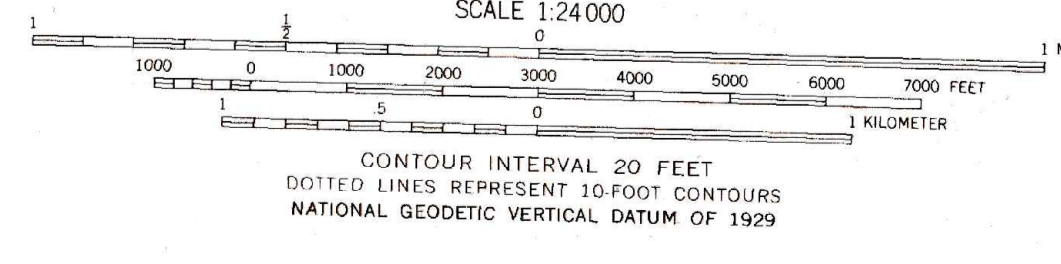 SCALE 1:24 000
1 ½ 0 1 M
1000 0 1000 2000 3000 4000 5000 6000 7000 FEET
1 .5 0 1 KILOMETER
CONTOUR INTERVAL 20 FEET
DOTTED LINES REPRESENT 10-FOOT CONTOURS
NATIONAL GEODETIC VERTICAL DATUM OF 1929